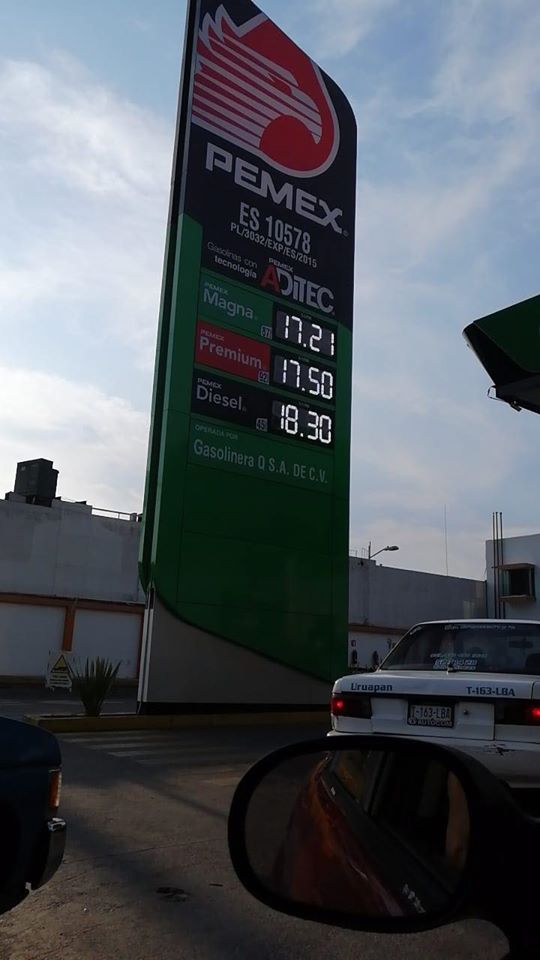 PEMEX®
ES 10578
PL/3032/EXP/ES/2015
Gasolinas con
tecnología
PEMEX
ADiTEC
PEMEX
Magna 87 17.21
PEMEX
Premium 92 17.50
PEMEX
Diesel 45 18.30
OPERADA POR
Gasolinera Q S.A. DE C.V.
Uruapan T-163-LBA
T-163-LBA